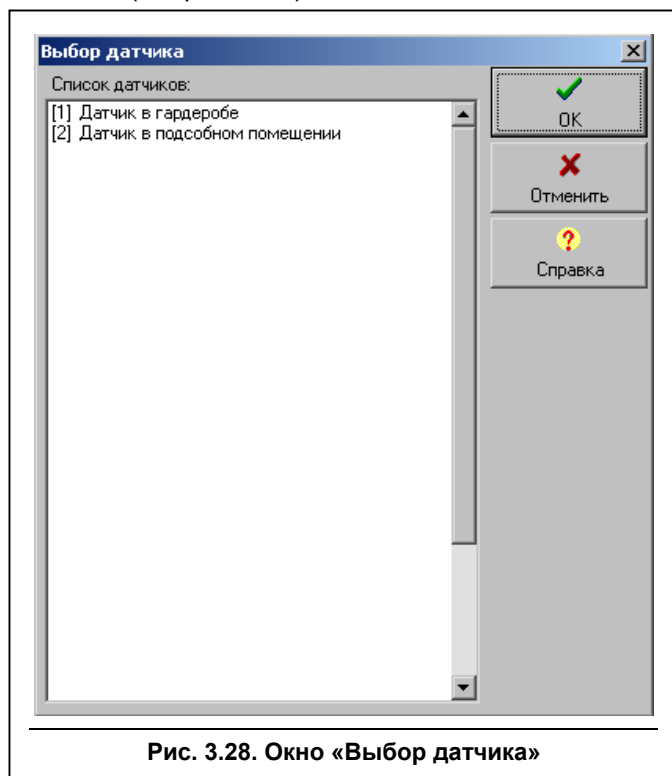 Выбор датчика
Список датчиков:
[1] Датчик в гардеробе
[2] Датчик в подсобном помещении
OK
Отменить
?
Справка
Рис. 3.28. Окно «Выбор датчика»